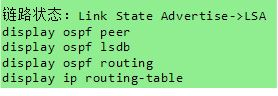 链路状态：Link State Advertise->LSA
display ospf peer
display ospf lsdb
display ospf routing
display ip routing-table